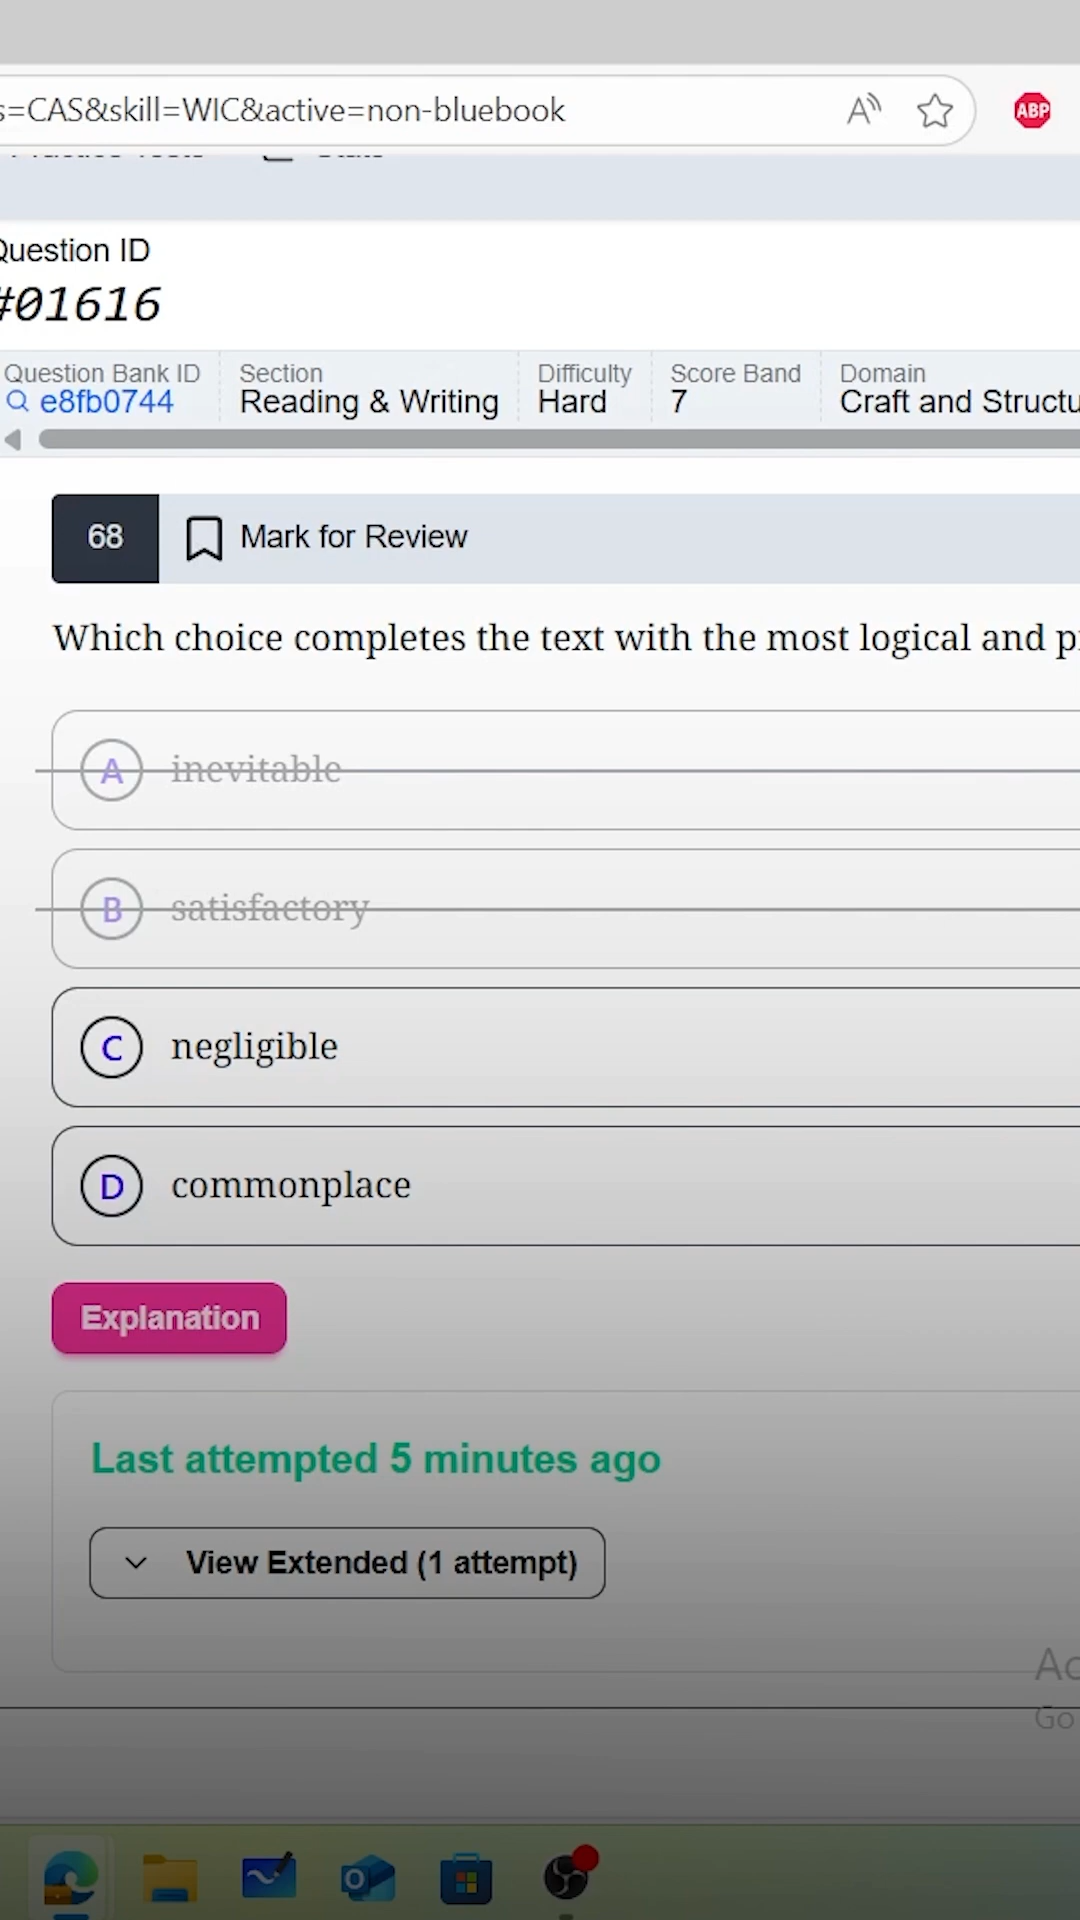 s=CAS&skill=WIC&active=non-bluebook
ABP
Question ID
#01616
Question Bank ID
e8fb0744
Section
Reading & Writing
Difficulty
Hard
Score Band
7
Domain
Craft and Structu
68
Mark for Review
Which choice completes the text with the most logical and p
A inevitable
B satisfactory
C negligible
D commonplace
Explanation
Last attempted 5 minutes ago
View Extended (1 attempt)
Ac
Go